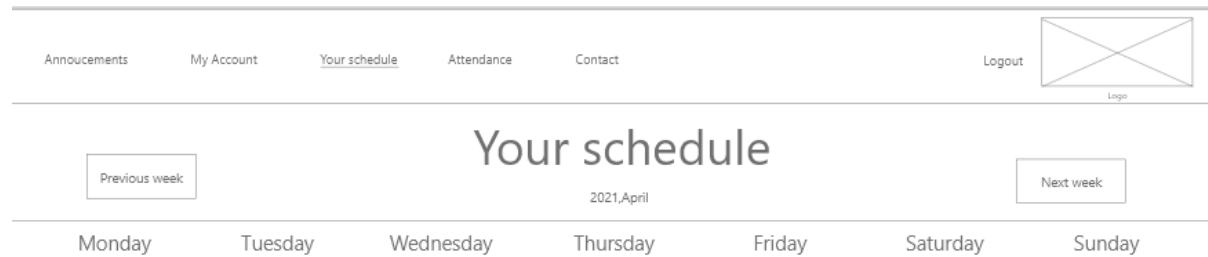 Annoucements My Account Your schedule Attendance Contact Logout
Logo
Your schedule
Previous week
Next week
2021,April
Monday Tuesday Wednesday Thursday Friday Saturday Sunday